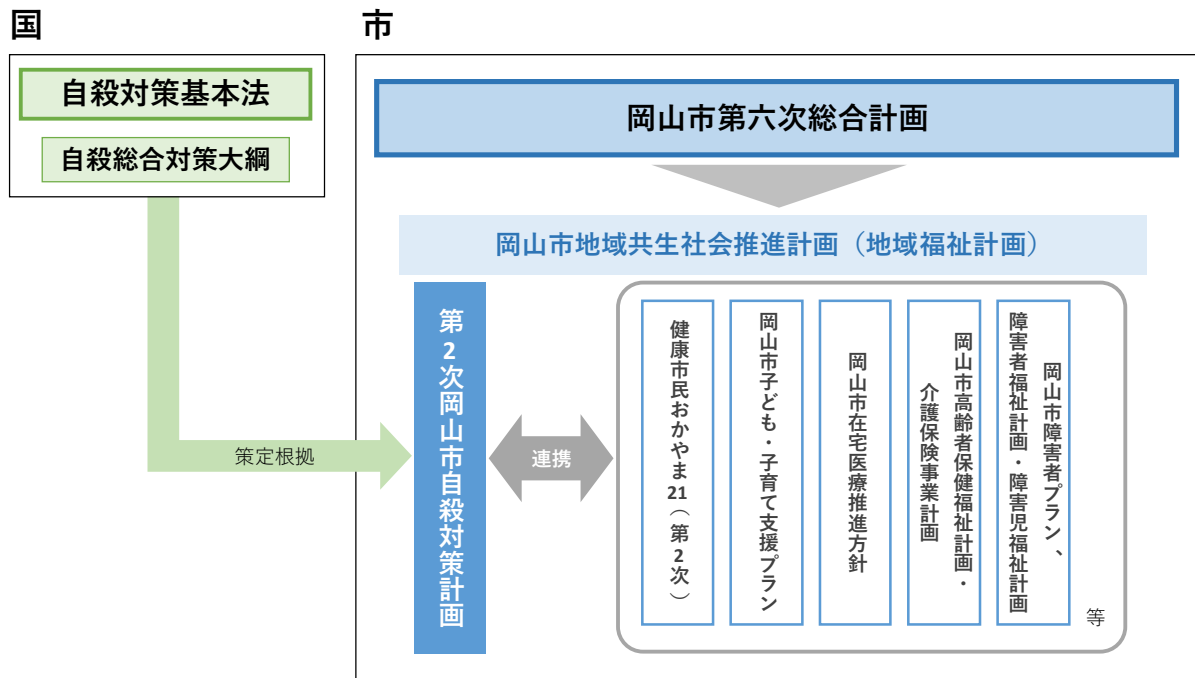 国
自殺対策基本法
自殺総合対策大綱
策定根拠
市
岡山市第六次総合計画
岡山市地域共生社会推進計画（地域福祉計画）
第2次岡山市自殺対策計画
連携
健康市民おかやま21（第2次）
岡山市子ども・子育て支援プラン
岡山市在宅医療推進方針
岡山市高齢者保健福祉計画・
介護保険事業計画
岡山市障害者プラン、
障害者福祉計画・障害児福祉計画
等